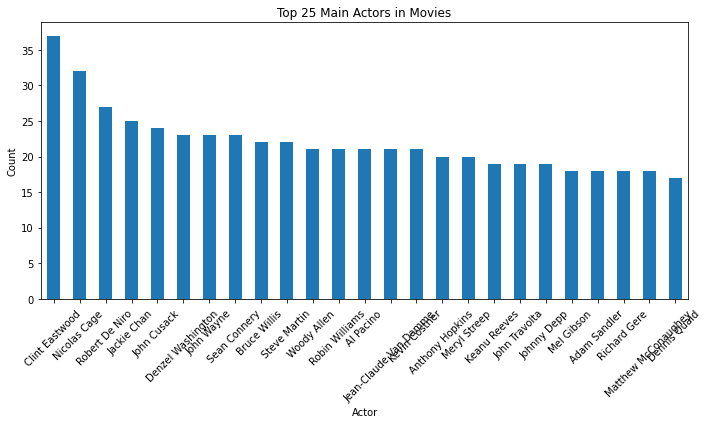 Top 25 Main Actors in Movies
Count
35
30
25
20
15
10
5
0
Clint Eastwood
Nicolas Cage
Robert De Niro
Jackie Chan
John Cusack
Denzel Washington
John Wayne
Sean Connery
Bruce Willis
Steve Martin
Woody Allen
Robin Williams
Al Pacino
Jean-Claude Van Damme
Kevin Costner
Anthony Hopkins
Meryl Streep
Keanu Reeves
John Travolta
Johnny Depp
Mel Gibson
Adam Sandler
Richard Gere
Matthew McConaughey
Dennis Quaid
Actor